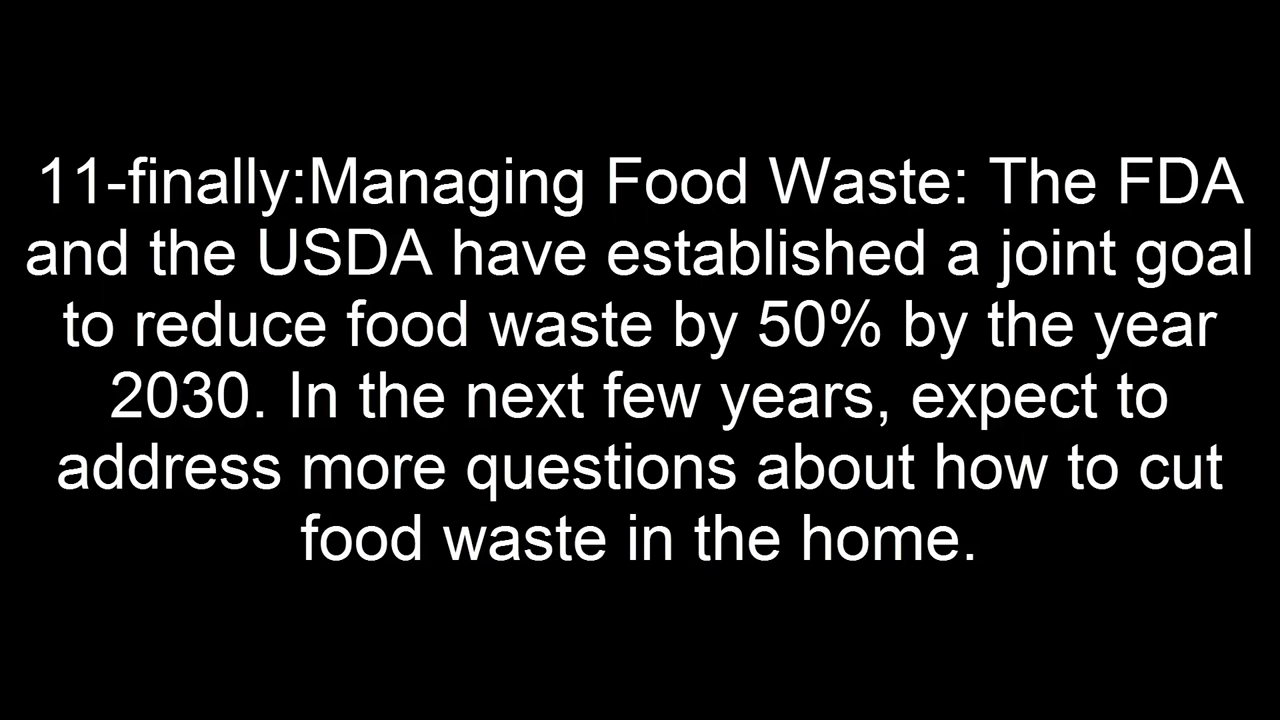 11-finally:Managing Food Waste: The FDA
and the USDA have established a joint goal
to reduce food waste by 50% by the year
2030. In the next few years, expect to
address more questions about how to cut
food waste in the home.